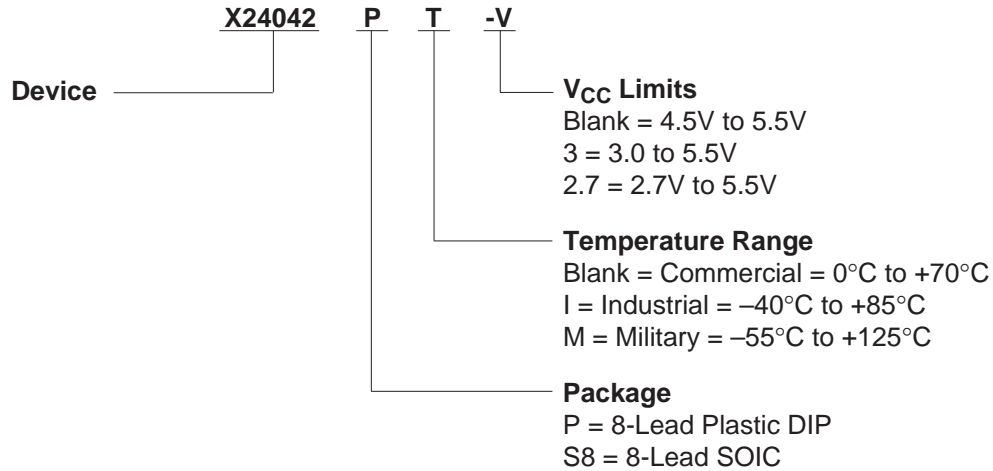 X24042 P T -V
Device
VCC Limits
Blank = 4.5V to 5.5V
3 = 3.0 to 5.5V
2.7 = 2.7V to 5.5V
Temperature Range
Blank = Commercial = 0°C to +70°C
I = Industrial = –40°C to +85°C
M = Military = –55°C to +125°C
Package
P = 8-Lead Plastic DIP
S8 = 8-Lead SOIC